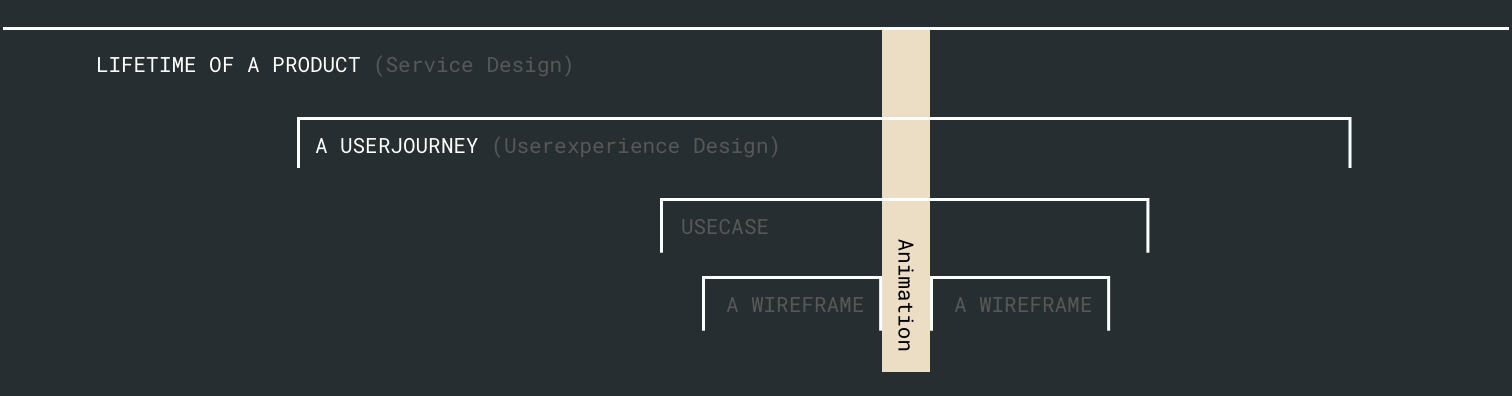 LIFETIME OF A PRODUCT (Service Design)
A USERJOURNEY (Userexperience Design)
USECASE
Animation
A WIREFRAME
A WIREFRAME